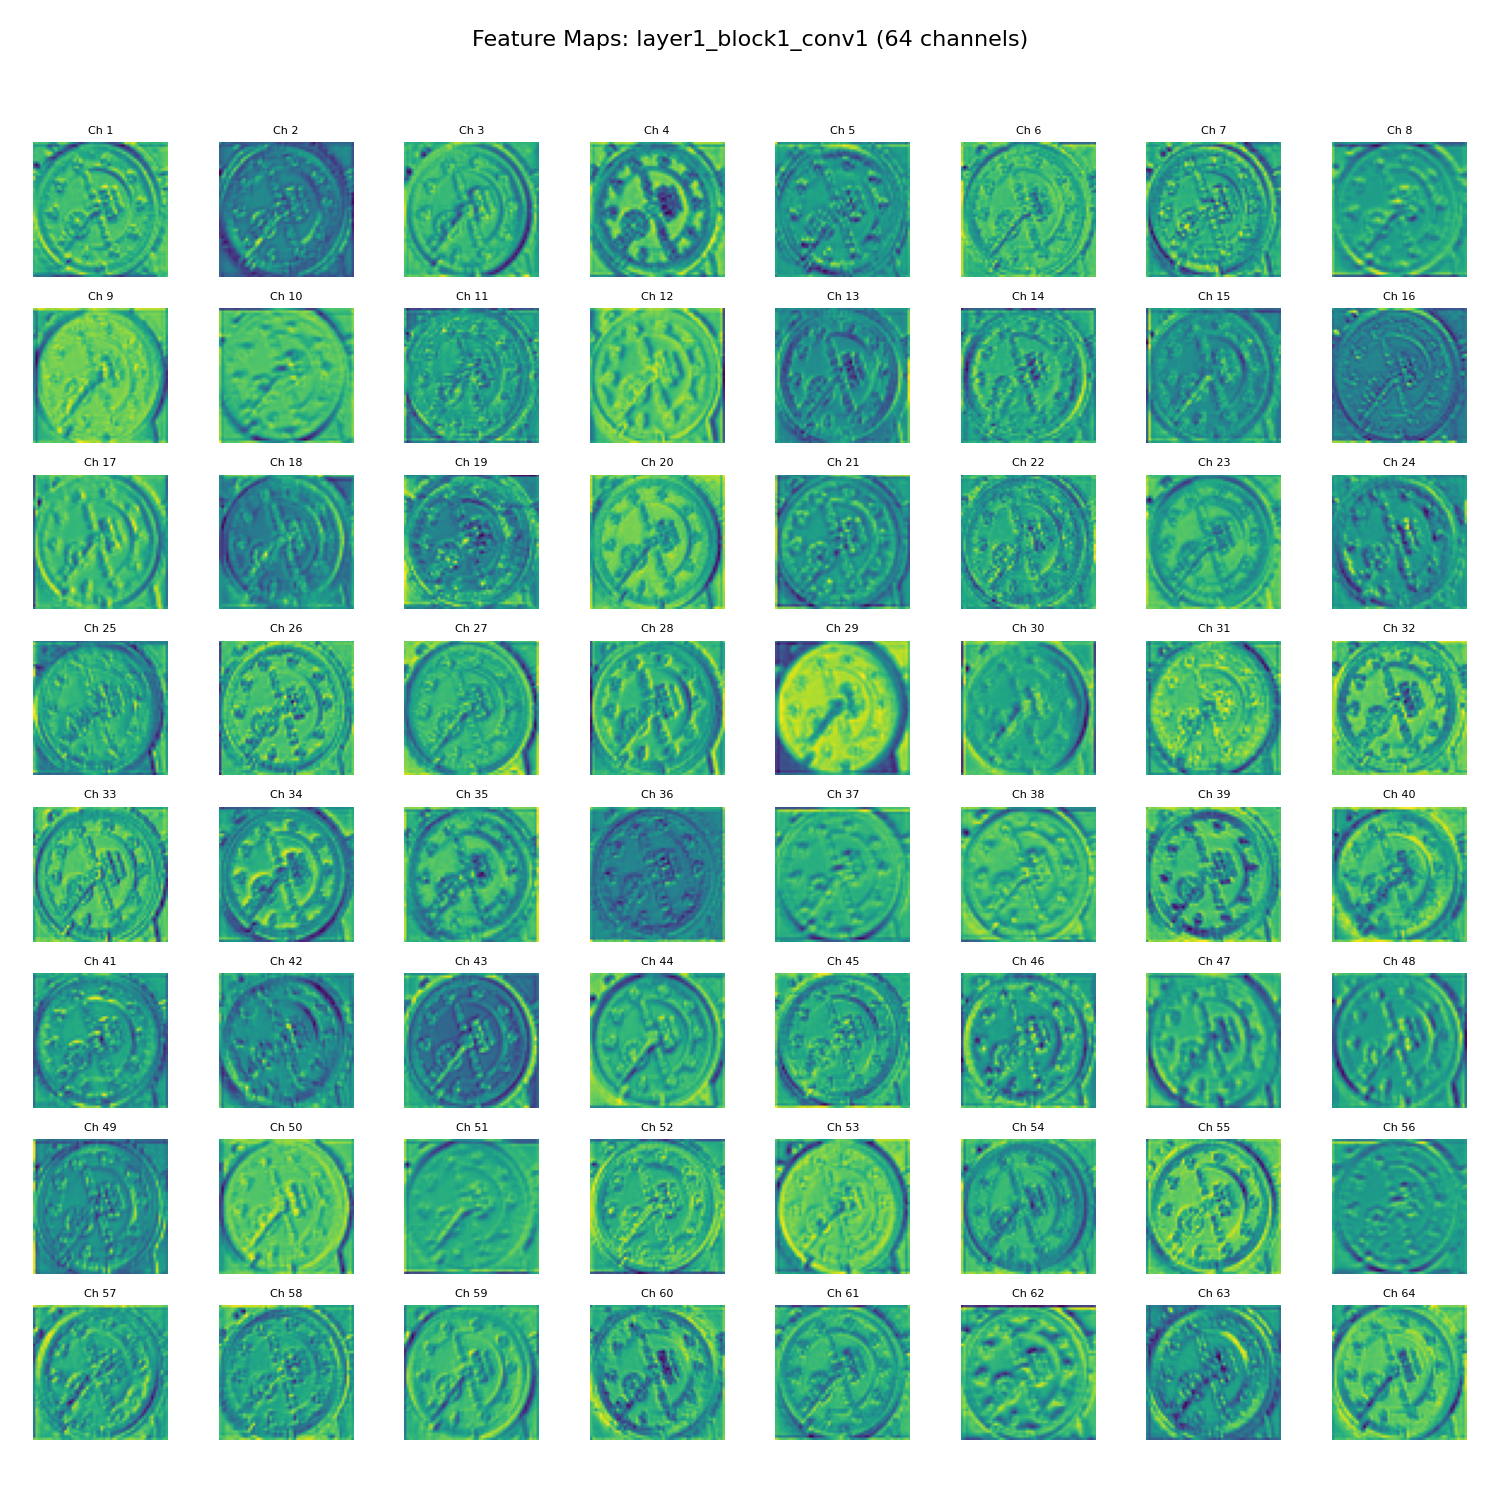 Feature Maps: layer1_block1_conv1 (64 channels)
Ch 1 Ch 2 Ch 3 Ch 4 Ch 5 Ch 6 Ch 7 Ch 8
Ch 9 Ch 10 Ch 11 Ch 12 Ch 13 Ch 14 Ch 15 Ch 16
Ch 17 Ch 18 Ch 19 Ch 20 Ch 21 Ch 22 Ch 23 Ch 24
Ch 25 Ch 26 Ch 27 Ch 28 Ch 29 Ch 30 Ch 31 Ch 32
Ch 33 Ch 34 Ch 35 Ch 36 Ch 37 Ch 38 Ch 39 Ch 40
Ch 41 Ch 42 Ch 43 Ch 44 Ch 45 Ch 46 Ch 47 Ch 48
Ch 49 Ch 50 Ch 51 Ch 52 Ch 53 Ch 54 Ch 55 Ch 56
Ch 57 Ch 58 Ch 59 Ch 60 Ch 61 Ch 62 Ch 63 Ch 64